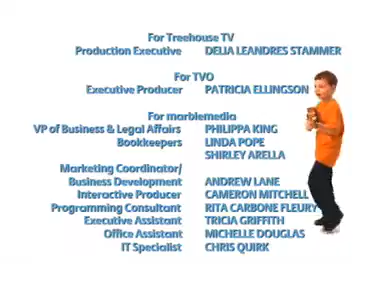 For Treehouse TV
Production Executive DELIA LEANDRES STAMMER
For TVO
Executive Producer PATRICIA ELLINGSON
For marblemedia
VP of Business & Legal Affairs PHILIPPA KING
Bookkeepers LINDA POPE
SHIRLEY ARELLA
Marketing Coordinator/
Business Development ANDREW LANE
Interactive Producer CAMERON MITCHELL
Programming Consultant RITA CARBONE FLEURY
Executive Assistant TRICIA GRIFFITH
Office Assistant MICHELLE DOUGLAS
IT Specialist CHRIS QUIRK